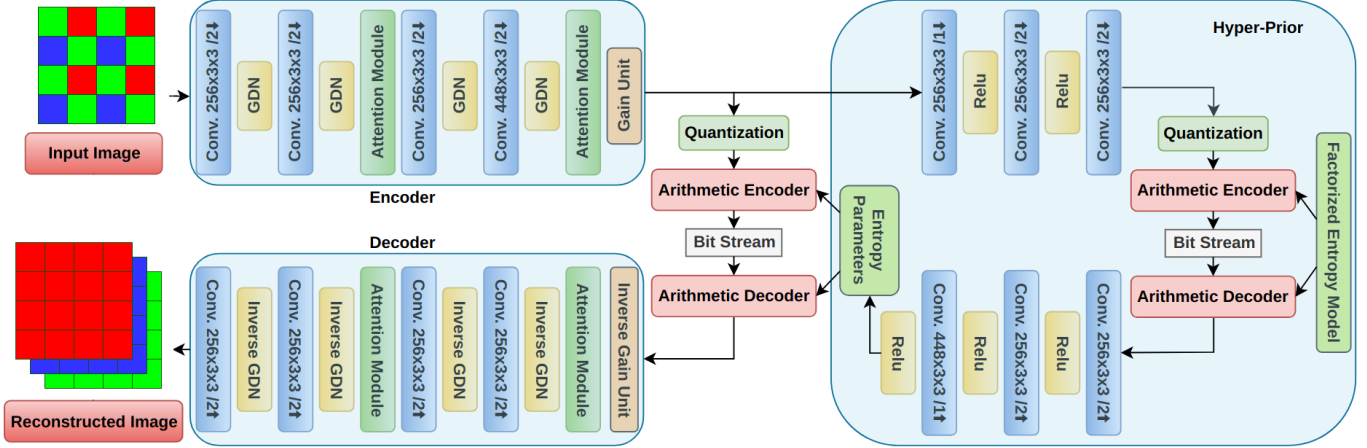 Input Image
Conv. 256x3x3 /2⬇
GDN
Conv. 256x3x3 /2⬇
GDN
Attention Module
Conv. 256x3x3 /2⬇
GDN
Conv. 448x3x3 /2⬇
GDN
Attention Module
Gain Unit
Encoder
Quantization
Arithmetic Encoder
Bit Stream
Arithmetic Decoder
Entropy
Parameters
Hyper-Prior
Conv. 256x3x3 /1⬇
Relu
Conv. 256x3x3 /2⬇
Relu
Conv. 256x3x3 /2⬇
Quantization
Arithmetic Encoder
Bit Stream
Arithmetic Decoder
Factorized Entropy Model
Relu
Conv. 448x3x3 /1⬆
Relu
Conv. 256x3x3 /2⬆
Relu
Conv. 256x3x3 /2⬆
Decoder
Conv. 256x3x3 /2⬆
Inverse GDN
Conv. 256x3x3 /2⬆
Inverse GDN
Attention Module
Conv. 256x3x3 /2⬆
Inverse GDN
Conv. 256x3x3 /2⬆
Inverse GDN
Attention Module
Inverse Gain Unit
Reconstructed Image